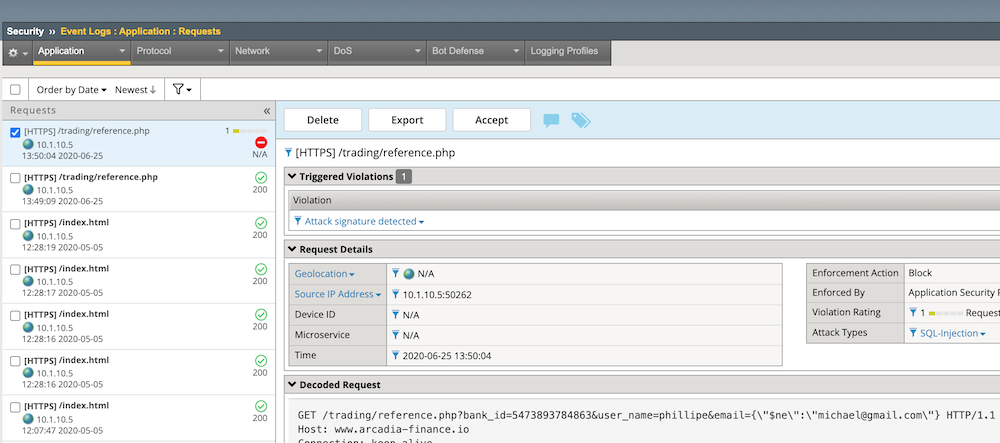 Security ›› Event Logs : Application : Requests
Application Protocol Network DoS Bot Defense Logging Profiles
Order by Date Newest
Requests «
[HTTPS] /trading/reference.php 1
10.1.10.5
13:50:04 2020-06-25 N/A
[HTTPS] /trading/reference.php
10.1.10.5 200
13:49:09 2020-06-25
[HTTPS] /index.html
10.1.10.5 200
12:28:19 2020-05-05
[HTTPS] /index.html
10.1.10.5 200
12:28:17 2020-05-05
[HTTPS] /index.html
10.1.10.5 200
12:28:16 2020-05-05
[HTTPS] /index.html
10.1.10.5 200
12:28:16 2020-05-05
[HTTPS] /index.html
10.1.10.5 200
12:07:47 2020-05-05
Delete Export Accept
[HTTPS] /trading/reference.php
Triggered Violations 1
Violation
Attack signature detected
Request Details
Geolocation N/A
Source IP Address 10.1.10.5:50262
Device ID N/A
Microservice N/A
Time 2020-06-25 13:50:04
Enforcement Action Block
Enforced By Application Security
Violation Rating 1 Reques
Attack Types SQL-Injection
Decoded Request
GET /trading/reference.php?bank_id=5473893784863&user_name=phillipe&email={\"$ne\":\"michael@gmail.com\"} HTTP/1.1
Host: www.arcadia-finance.io
Connection: keep-alive